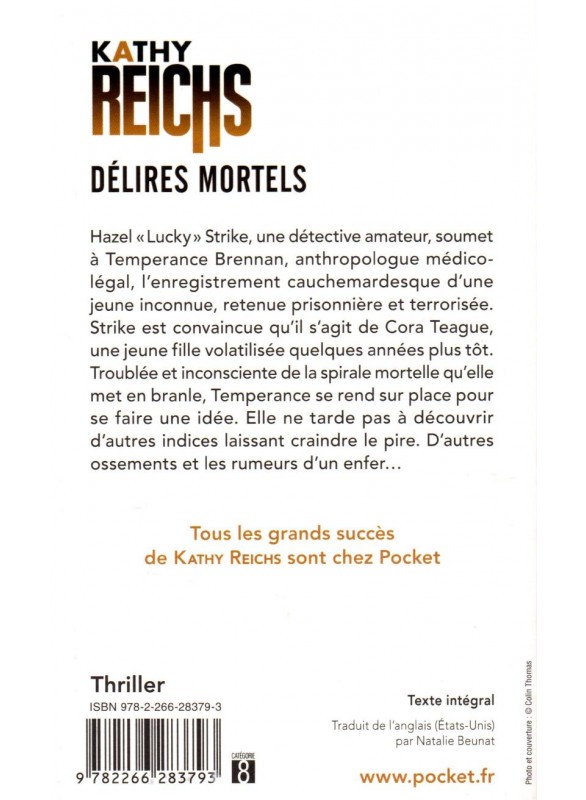 KATHY
REICHS
DÉLIRES MORTELS
Hazel «Lucky» Strike, une détective amateur, soumet
à Temperance Brennan, anthropologue médico-
légal, l'enregistrement cauchemardesque d'une
jeune inconnue, retenue prisonnière et terrorisée.
Strike est convaincue qu'il s'agit de Cora Teague,
une jeune fille volatilisée quelques années plus tôt.
Troublée et inconsciente de la spirale mortelle qu'elle
met en branle, Temperance se rend sur place pour
se faire une idée. Elle ne tarde pas à découvrir
d'autres indices laissant craindre le pire. D'autres
ossements et les rumeurs d'un enfer...
Tous les grands succès
de KATHY REICHS sont chez Pocket
Thriller
ISBN 978-2-266-28379-3
9 782266 283793
CATÉGORIE
8
Texte intégral
Traduit de l'anglais (États-Unis)
par Natalie Beunat
www.pocket.fr
Photo et couverture : © Colin Thomas